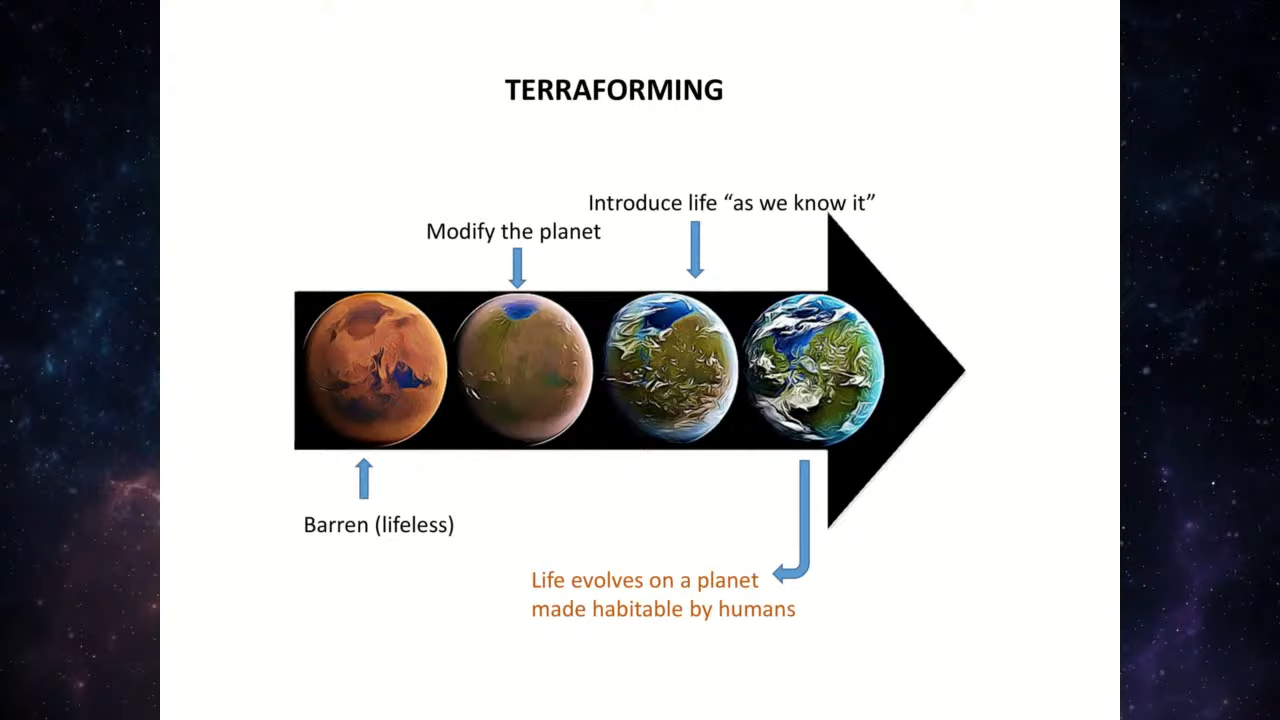 TERRAFORMING
Introduce life “as we know it”
Modify the planet
Barren (lifeless)
Life evolves on a planet
made habitable by humans